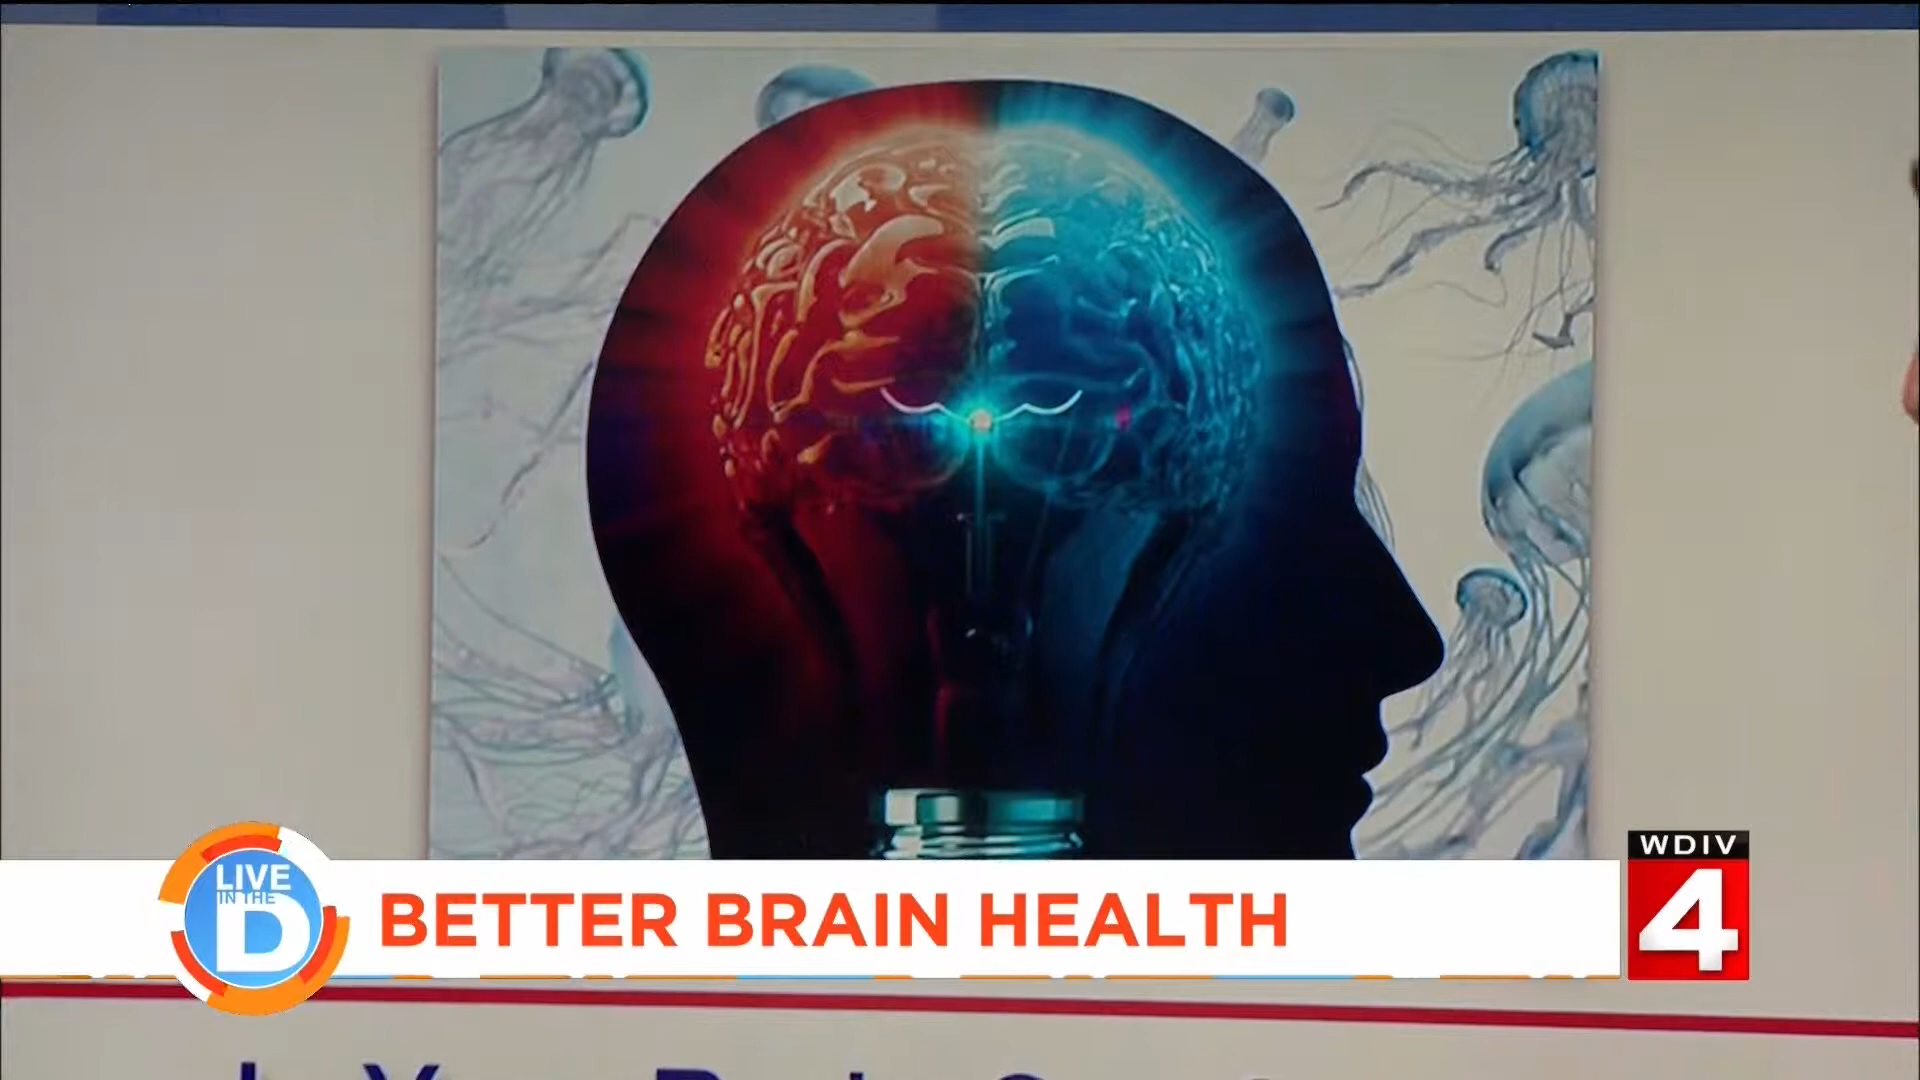 LIVE
IN THE
D
BETTER BRAIN HEALTH
WDIV
4